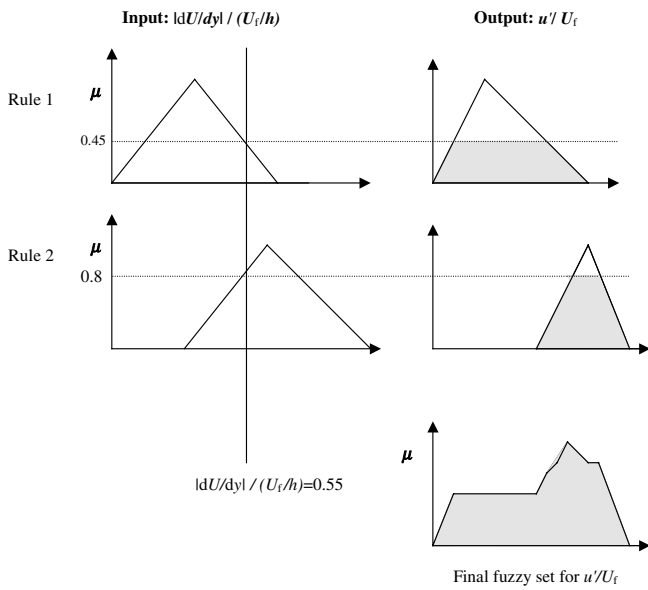 Input: |dU/dy| / (Uf/h)
Output: u'/ Uf
Rule 1
μ
0.45
Rule 2
μ
0.8
μ
|dU/dy| / (Uf/h)=0.55
Final fuzzy set for u'/Uf